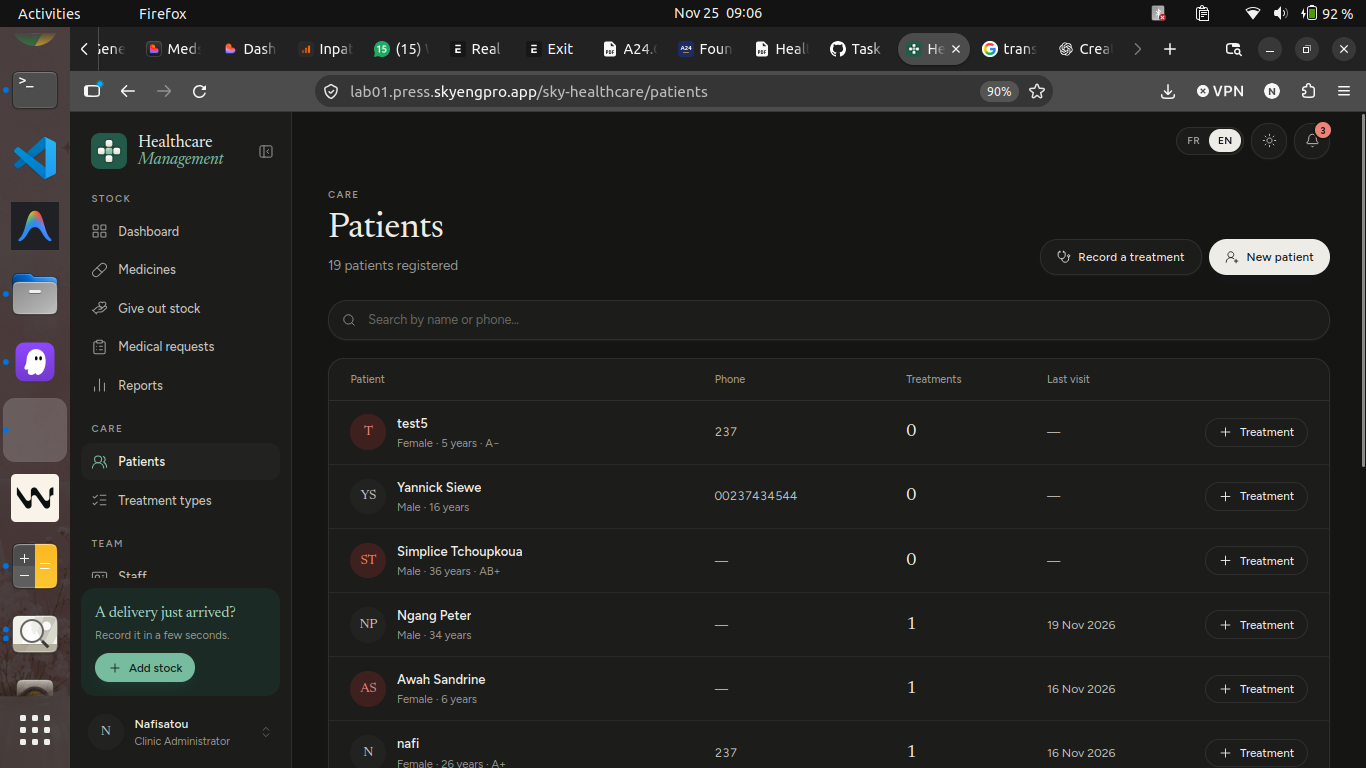 Activities
Firefox
Nov 25 09:06
92 %
Gene
Meds
Dash
Inpat
15
(15)
Real
Exit
A24.
A24
Foun
Heal
Task
He
trans
Crea
lab01.press.skyengpro.app/sky-healthcare/patients
90%
VPN
N
Healthcare
Management
STOCK
Dashboard
Medicines
Give out stock
Medical requests
Reports
CARE
Patients
Treatment types
TEAM
Staff
A delivery just arrived?
Record it in a few seconds.
+ Add stock
N
Nafisatou
Clinic Administrator
FR
EN
3
CARE
Patients
19 patients registered
Record a treatment
New patient
Search by name or phone...
Patient
Phone
Treatments
Last visit
T
test5
Female · 5 years · A−
237
0
—
+ Treatment
YS
Yannick Siewe
Male · 16 years
00237434544
0
—
+ Treatment
ST
Simplice Tchoupkoua
Male · 36 years · AB+
—
0
—
+ Treatment
NP
Ngang Peter
Male · 34 years
—
1
19 Nov 2026
+ Treatment
AS
Awah Sandrine
Female · 6 years
—
1
16 Nov 2026
+ Treatment
N
nafi
Female · 26 years · A+
237
1
16 Nov 2026
+ Treatment